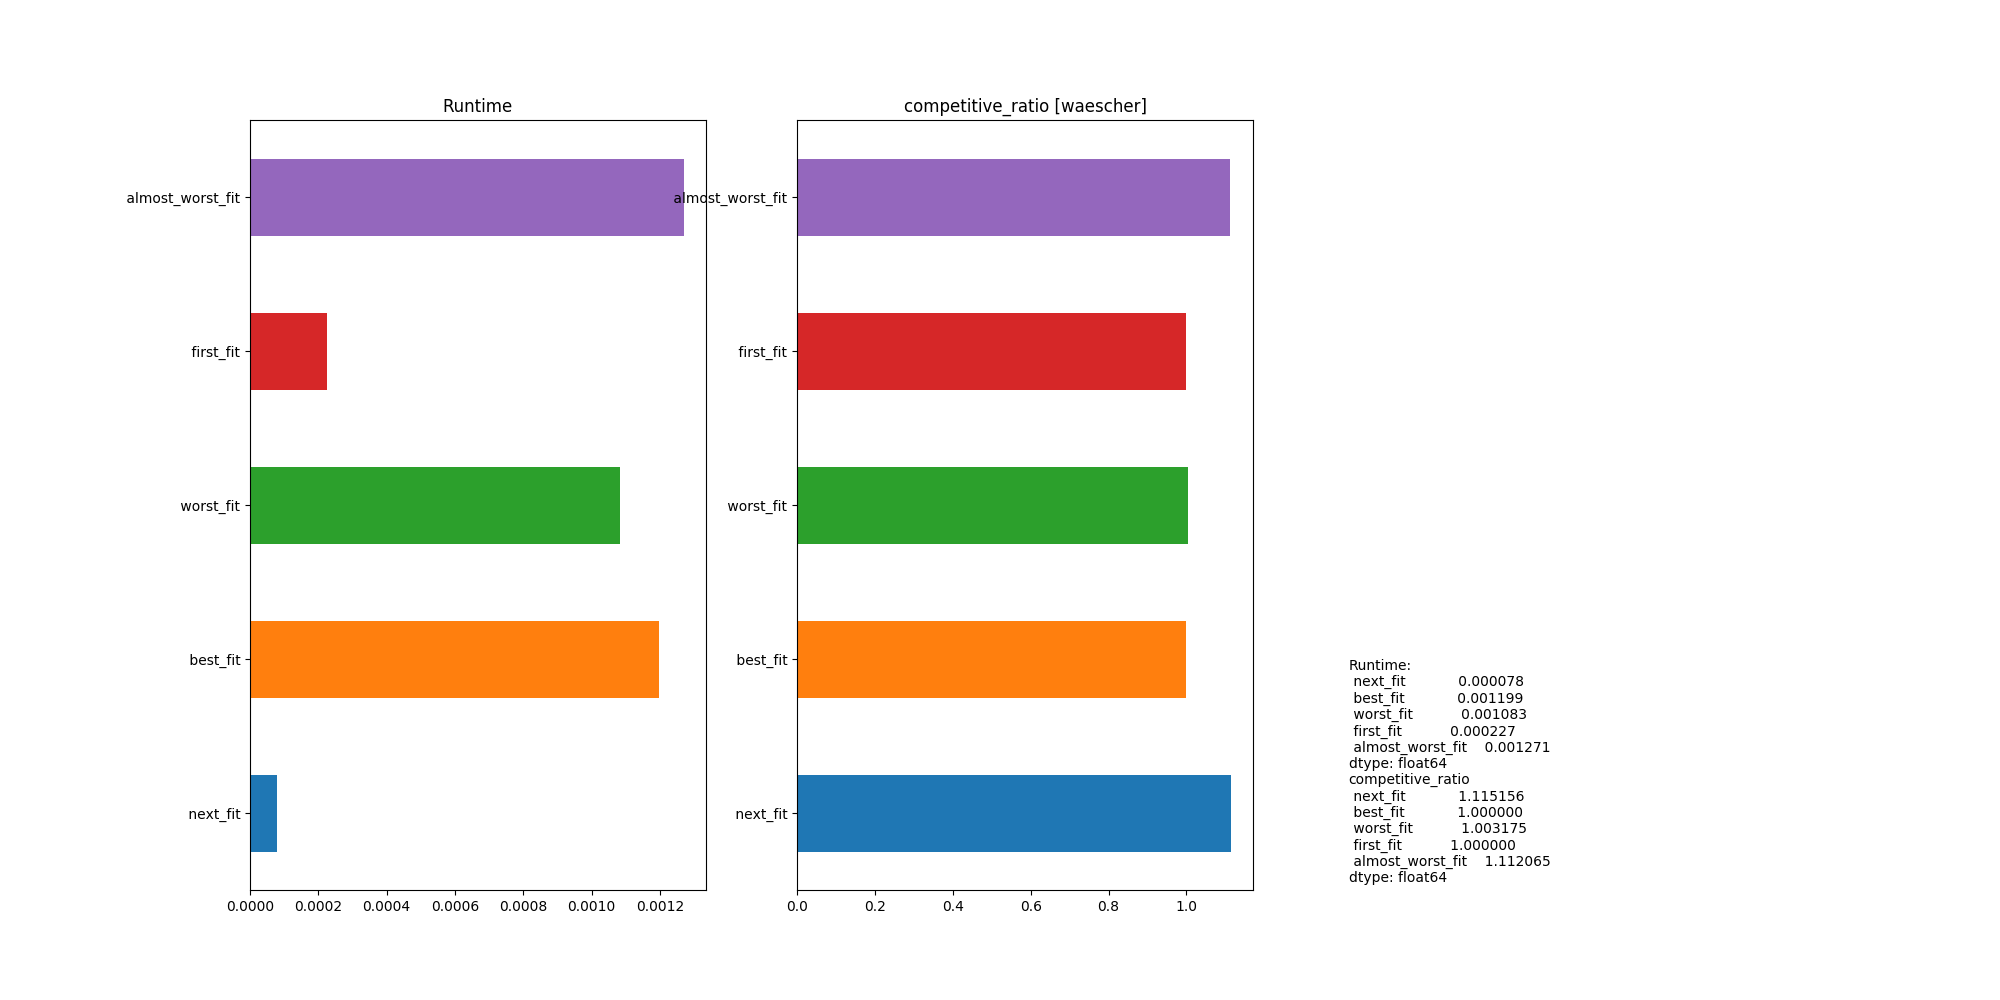 Runtime
almost_worst_fit
first_fit
worst_fit
best_fit
next_fit
0.0000 0.0002 0.0004 0.0006 0.0008 0.0010 0.0012
competitive_ratio [waescher]
almost_worst_fit
first_fit
worst_fit
best_fit
next_fit
0.0 0.2 0.4 0.6 0.8 1.0
Runtime:
next_fit 0.000078
best_fit 0.001199
worst_fit 0.001083
first_fit 0.000227
almost_worst_fit 0.001271
dtype: float64
competitive_ratio
next_fit 1.115156
best_fit 1.000000
worst_fit 1.003175
first_fit 1.000000
almost_worst_fit 1.112065
dtype: float64